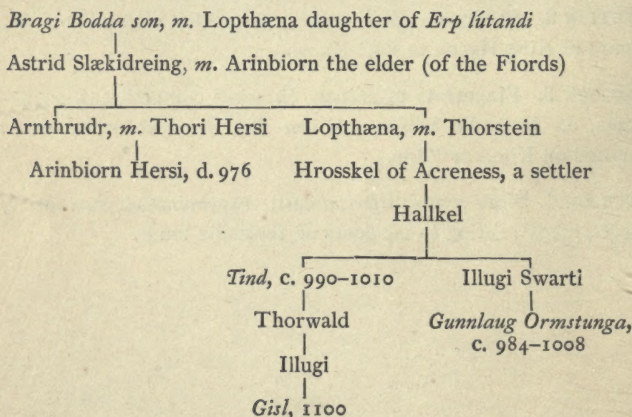 Bragi Bodda son, m. Lopthæna daughter of Erp lútandi
Astrid Slækidreing, m. Arinbiorn the elder (of the Fiords)
Arnthrudr, m. Thori Hersi Lopthæna, m. Thorstein
Arinbiorn Hersi, d. 976 Hrosskel of Acreness, a settler
Hallkel
Tind, c. 990–1010 Illugi Swarti
Thorwald Gunnlaug Ormstunga,
c. 984–1008
Illugi
Gisl, 1100